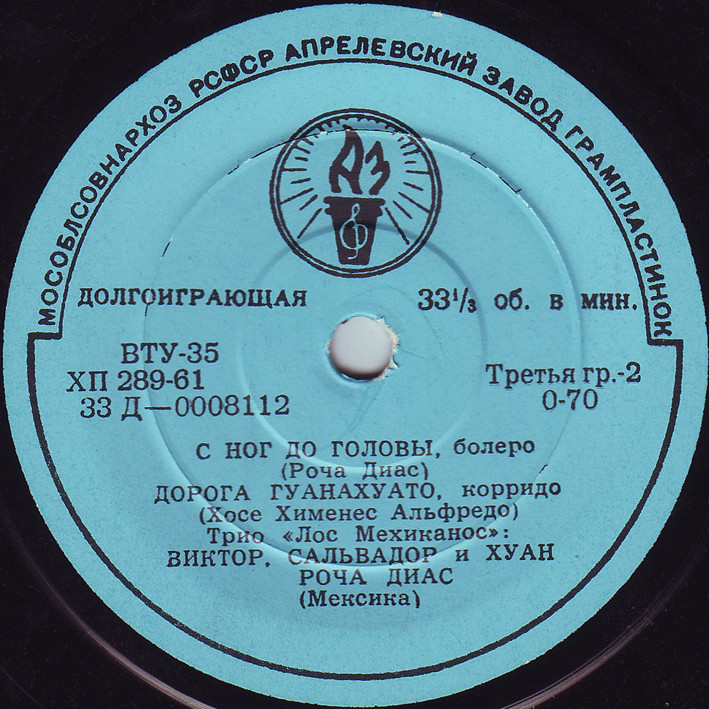 МОСОБЛСОВНАРХОЗ РСФСР АПРЕЛЕВСКИЙ ЗАВОД ГРАМПЛАСТИНОК
АЗ
ДОЛГОИГРАЮЩАЯ 33⅓ об. в мин.
ВТУ-35
ХП 289-61
Третья гр.-2
33 Д—0008112
0-70
С НОГ ДО ГОЛОВЫ, болеро
(Роча Диас)
ДОРОГА ГУАНАХУАТО, корридо
(Хосе Хименес Альфредо)
Трио «Лос Мехиканос»:
ВИКТОР, САЛЬВАДОР и ХУАН
РОЧА ДИАС
(Мексика)